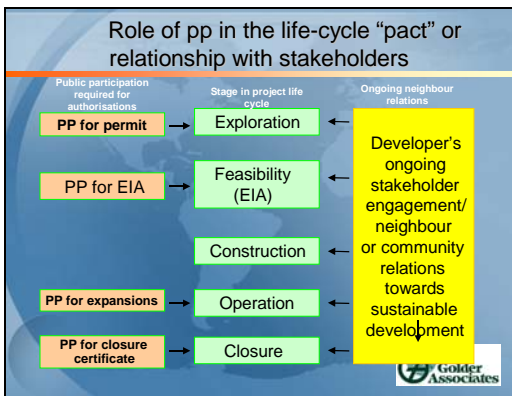 Role of pp in the life-cycle “pact” or
relationship with stakeholders
Public participation
required for
authorisations
Stage in project life
cycle
Ongoing neighbour
relations
PP for permit
Exploration
PP for EIA
Feasibility
(EIA)
Construction
PP for expansions
Operation
PP for closure
certificate
Closure
Developer's
ongoing
stakeholder
engagement/
neighbour
or community
relations
towards
sustainable
development
Golder
Associates